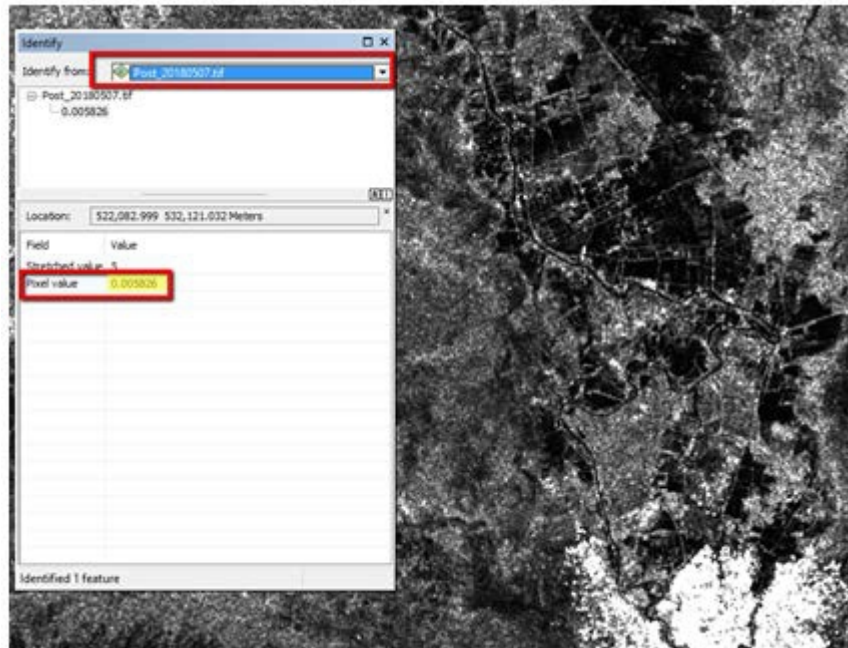 Identify
Identify from: Post_20180507.tif
Post_20180507.tif
0.005826
Location: 522,082.999 532,121.032 Meters
Field Value
Stretched value 5
Pixel value 0.005826
Identified 1 feature